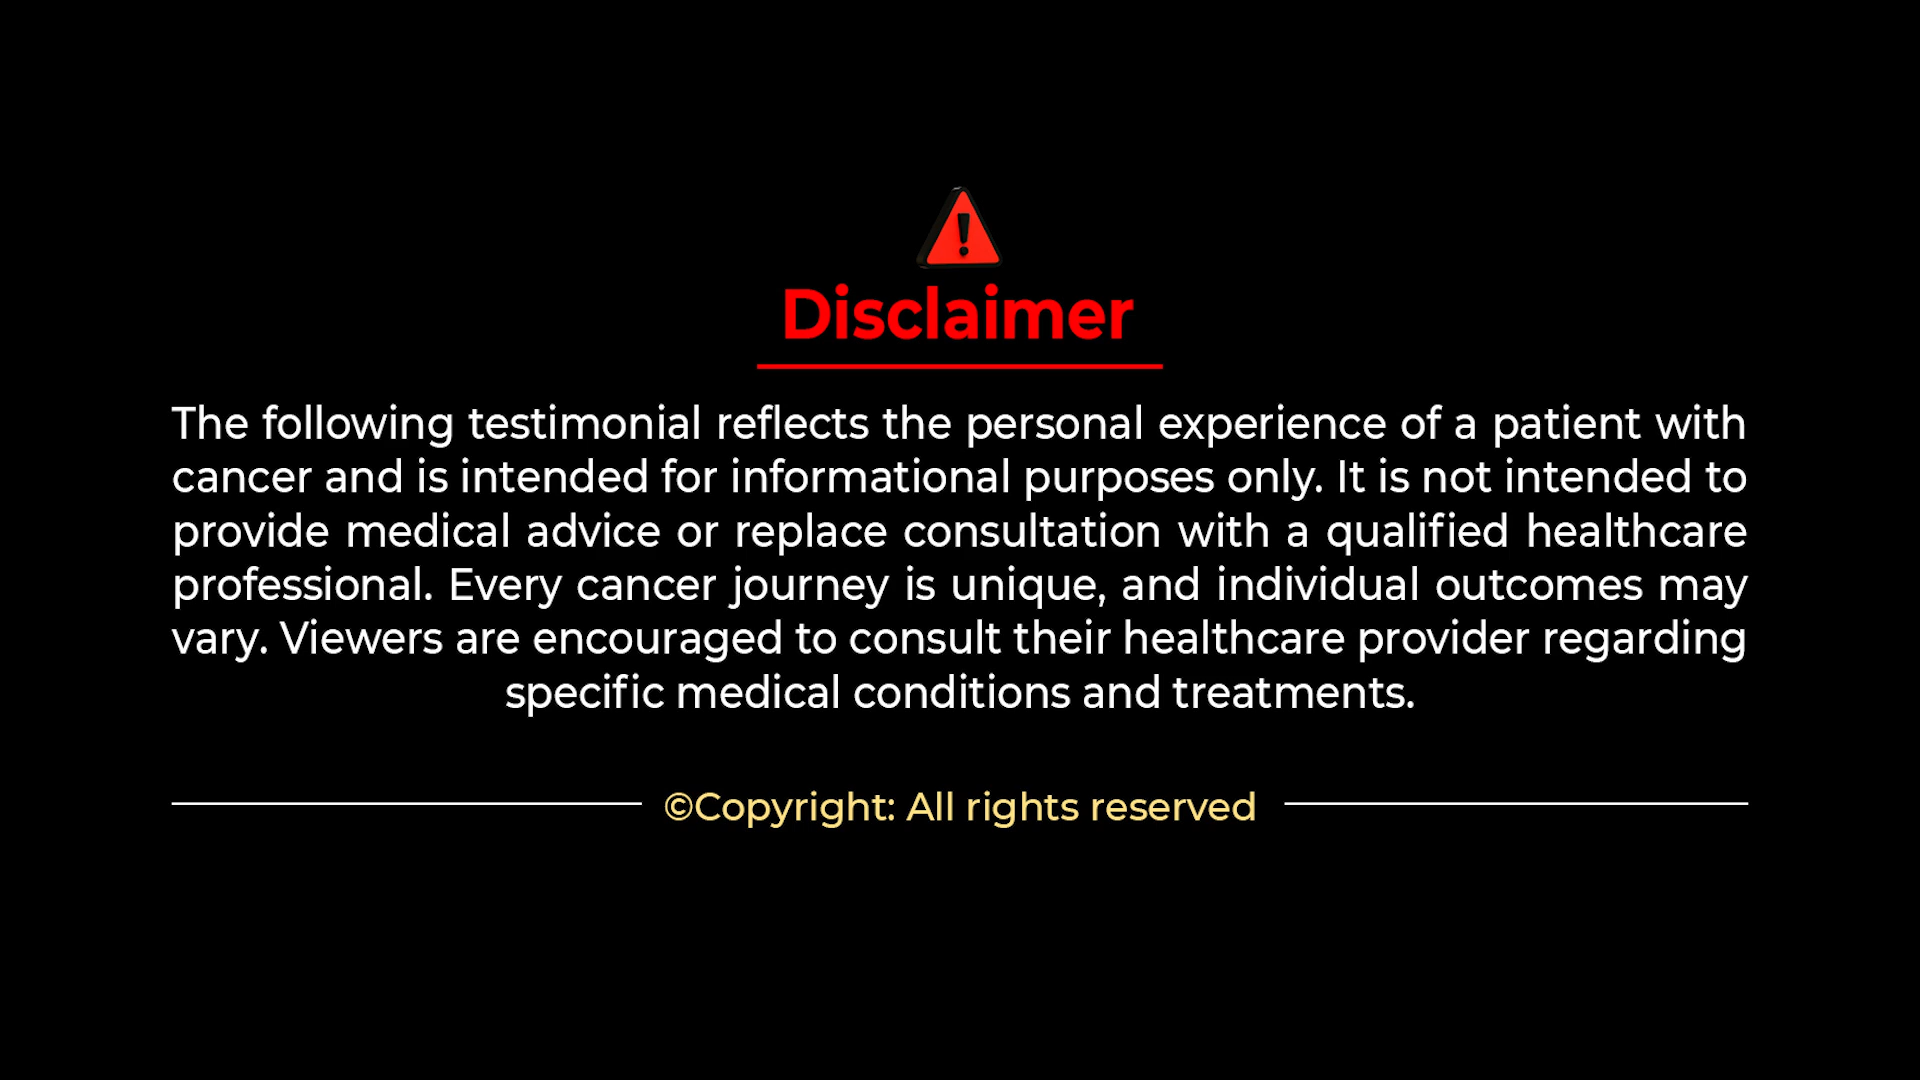 Disclaimer
The following testimonial reflects the personal experience of a patient with
cancer and is intended for informational purposes only. It is not intended to
provide medical advice or replace consultation with a qualified healthcare
professional. Every cancer journey is unique, and individual outcomes may
vary. Viewers are encouraged to consult their healthcare provider regarding
specific medical conditions and treatments.
©Copyright: All rights reserved